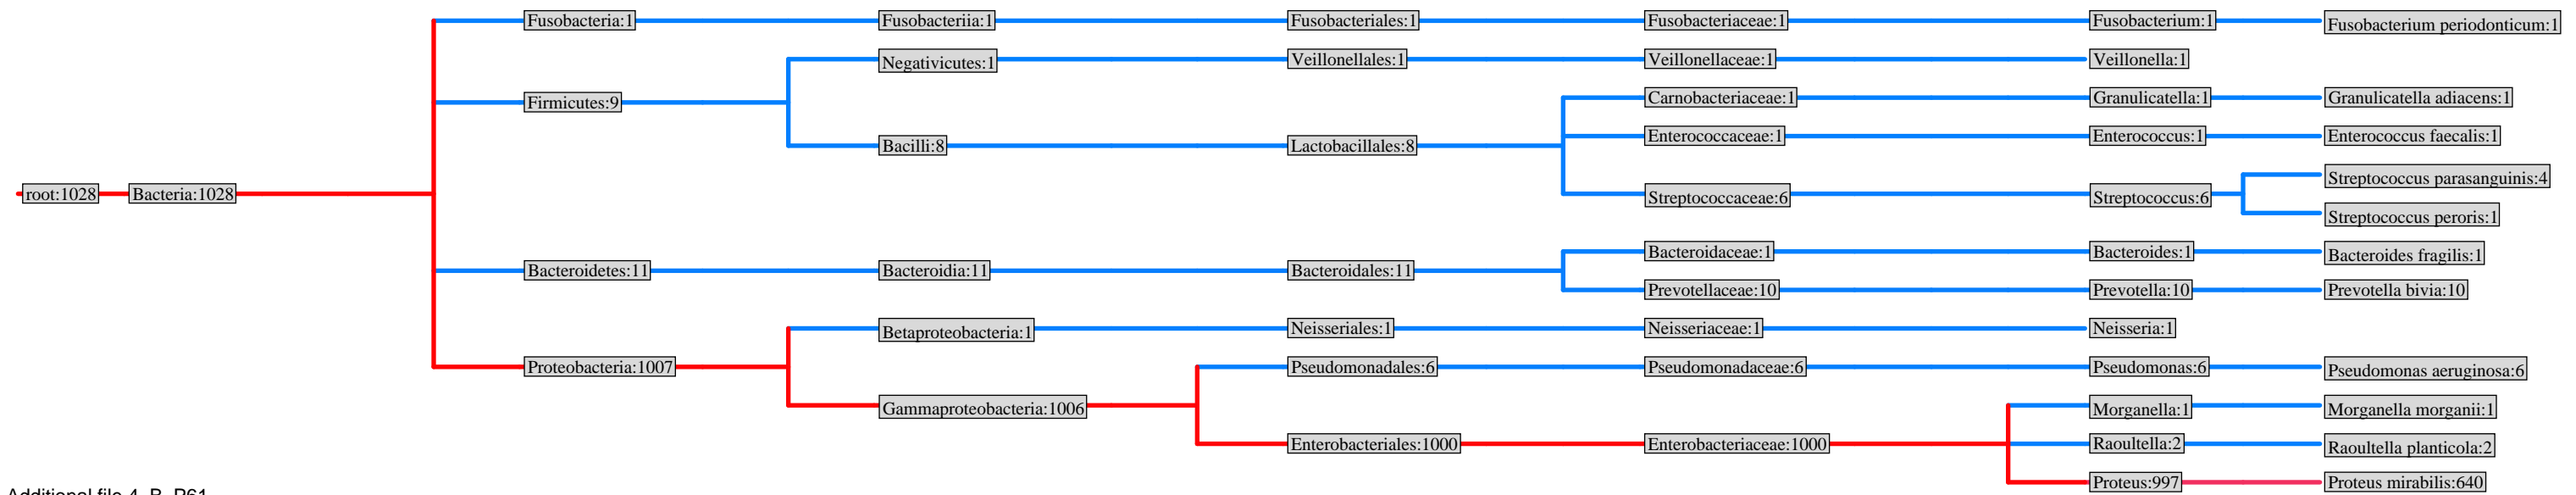 Fusobacteria:1 Fusobacteriia:1 Fusobacteriales:1 Fusobacteriaceae:1 Fusobacterium:1 Fusobacterium periodonticum:1
Negativicutes:1 Veillonellales:1 Veillonellaceae:1 Veillonella:1
Firmicutes:9 Carnobacteriaceae:1 Granulicatella:1 Granulicatella adiacens:1
Enterococcaceae:1 Enterococcus:1 Enterococcus faecalis:1
Bacilli:8 Lactobacillales:8
Streptococcus parasanguinis:4
root:1028 Bacteria:1028 Streptococcaceae:6 Streptococcus:6
Streptococcus peroris:1
Bacteroidaceae:1 Bacteroides:1 Bacteroides fragilis:1
Bacteroidetes:11 Bacteroidia:11 Bacteroidales:11
Prevotellaceae:10 Prevotella:10 Prevotella bivia:10
Betaproteobacteria:1 Neisseriales:1 Neisseriaceae:1 Neisseria:1
Proteobacteria:1007 Pseudomonadales:6 Pseudomonadaceae:6 Pseudomonas:6 Pseudomonas aeruginosa:6
Gammaproteobacteria:1006 Morganella:1 Morganella morganii:1
Enterobacteriales:1000 Enterobacteriaceae:1000 Raoultella:2 Raoultella planticola:2
Proteus:997 Proteus mirabilis:640
Additional file 4 B P61